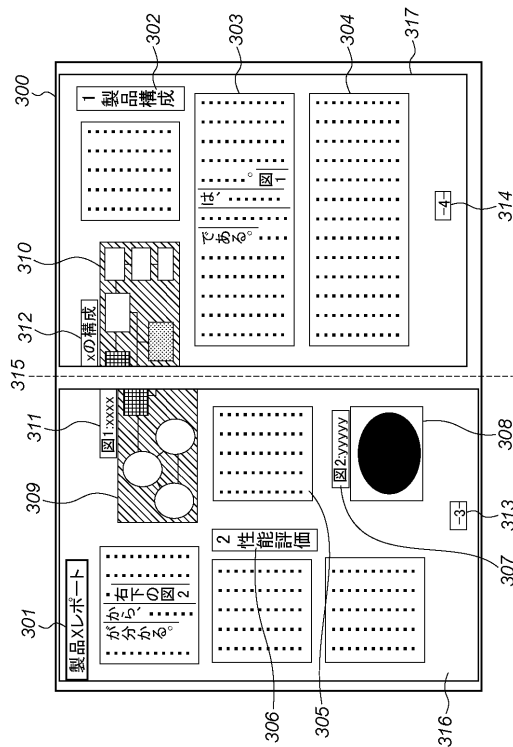 301
311
315
312
310
300
309
製品Xレポート
図1:xxxx
xの構成
1 製品構成
302
右下の図2
から、
が分かる。
。図1
は、
である。
303
2 性能評価
306
305
図2:yyyyy
304
317
-3-
-4-
316
313
307
308
314